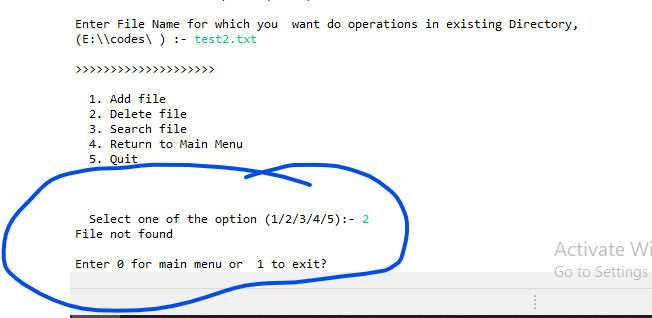 Enter File Name for which you  want do operations in existing Directory,
(E:\\codes\ ) :- test2.txt
>>>>>>>>>>>>>>>>>>>>
1. Add file
2. Delete file
3. Search file
4. Return to Main Menu
5. Quit
Select one of the option (1/2/3/4/5):- 2
File not found
Enter 0 for main menu or  1 to exit?
Activate Wi
Go to Settings